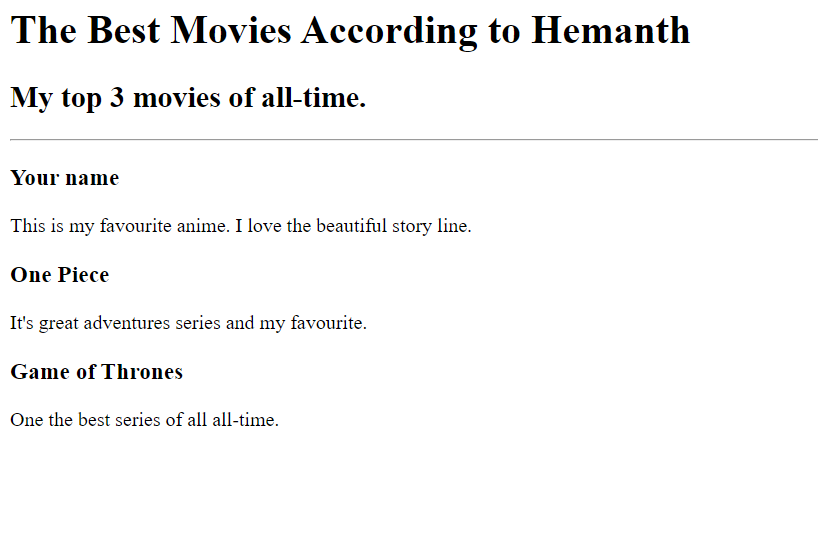 The Best Movies According to Hemanth
My top 3 movies of all-time.
Your name
This is my favourite anime. I love the beautiful story line.
One Piece
It's great adventures series and my favourite.
Game of Thrones
One the best series of all all-time.